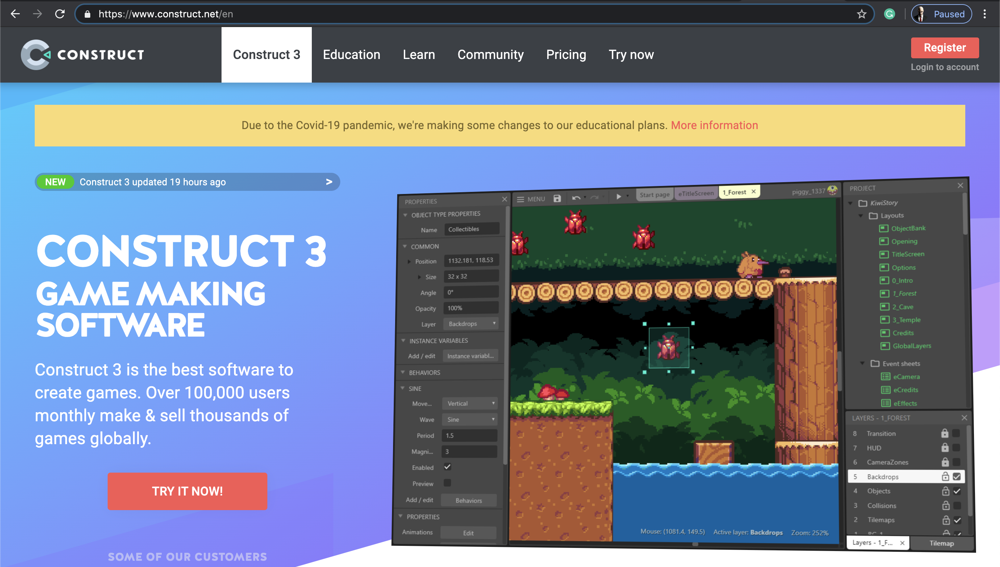 https://www.construct.net/en
Paused
CONSTRUCT
Construct 3
Education
Learn
Community
Pricing
Try now
Register
Login to account
Due to the Covid-19 pandemic, we're making some changes to our educational plans. More information
NEW Construct 3 updated 19 hours ago >
CONSTRUCT 3
GAME MAKING
SOFTWARE
Construct 3 is the best software to
create games. Over 100,000 users
monthly make & sell thousands of
games globally.
TRY IT NOW!
SOME OF OUR CUSTOMERS
PROPERTIES
OBJECT TYPE PROPERTIES
Name Collectibles
COMMON
Position 1132.181, 118.53
Size 32 x 32
Angle 0°
Opacity 100%
Layer Backdrops
INSTANCE VARIABLES
Add / edit Instance variabl...
BEHAVIORS
SINE
Move... Vertical
Wave Sine
Period 1.5
Magni... 3
Enabled
Preview
Add / edit Behaviors
PROPERTIES
Animations Edit
MENU
Start page
eTitleScreen
1_Forest
piggy_1337
Mouse: (1081.4, 149.5) Active layer: Backdrops Zoom: 252%
PROJECT
KiwiStory
Layouts
ObjectBank
Opening
TitleScreen
Options
0_Intro
1_Forest
2_Cave
3_Temple
Credits
GlobalLayers
Event sheets
eCamera
eCredits
eEffects
LAYERS - 1_FOREST
8 Transition
7 HUD
6 CameraZones
5 Backdrops
4 Objects
3 Collisions
2 Tilemaps
Layers - 1_F...
Tilemap